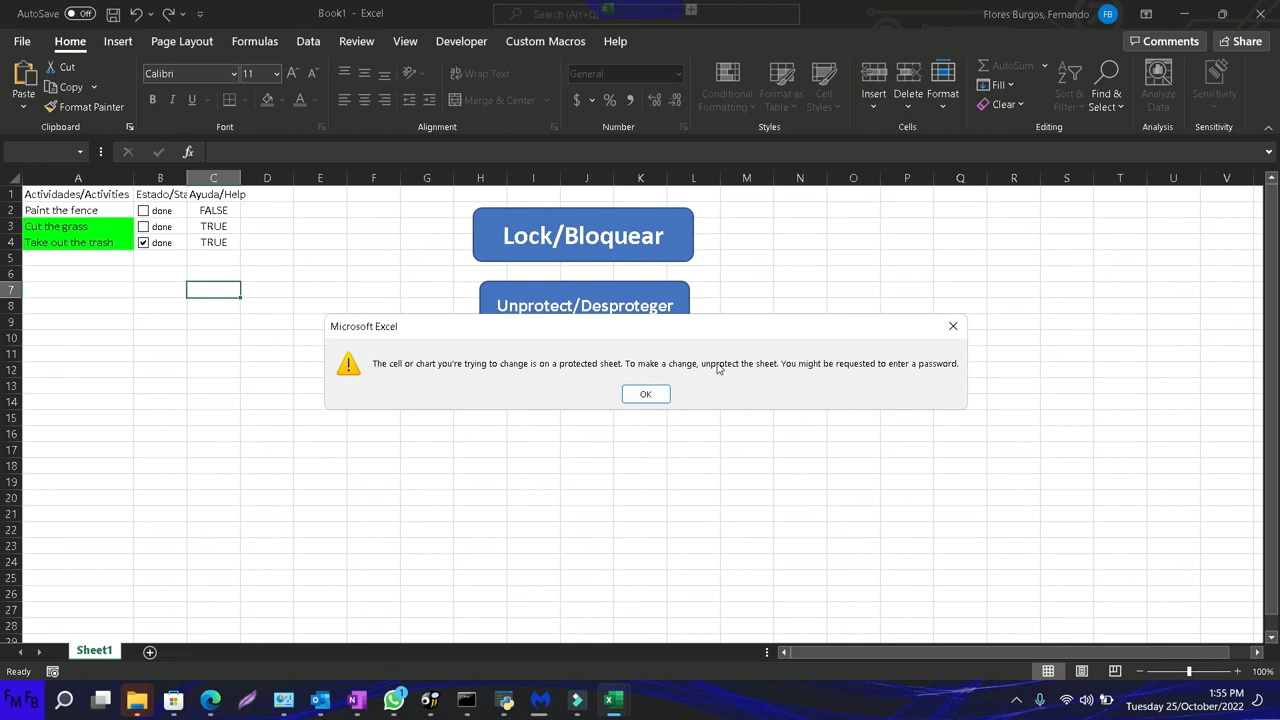 AutoSave Off Book1 - Excel Search (Alt+Q) Flores Burgos, Fernando FB
File Home Insert Page Layout Formulas Data Review View Developer Custom Macros Help Comments Share
Paste Cut Copy Format Painter
Calibri 11 B I U
Wrap Text Merge & Center
General $ % ,
Conditional Formatting Format as Table Cell Styles
Insert Delete Format
AutoSum Fill Clear Sort & Filter Find & Select
Analyze Data Sensitivity
Clipboard Font Alignment Number Styles Cells Editing Analysis Sensitivity
fx
A B C D E F G H I J K L M N O P Q R S T U V
1 Actividades/Activities Estado/Sta Ayuda/Help
2 Paint the fence done FALSE
3 Cut the grass done TRUE
4 Take out the trash done TRUE
Lock/Bloquear
5
6
7
8
Unprotect/Desproteger
9
Microsoft Excel
The cell or chart you're trying to change is on a protected sheet. To make a change, unprotect the sheet. You might be requested to enter a password.
OK
10
11
12
13
14
15
16
17
18
19
20
21
22
23
24
25
26
27
28
29
Sheet1
Ready 100%
FM FB 1 1:55 PM
Tuesday 25/October/2022